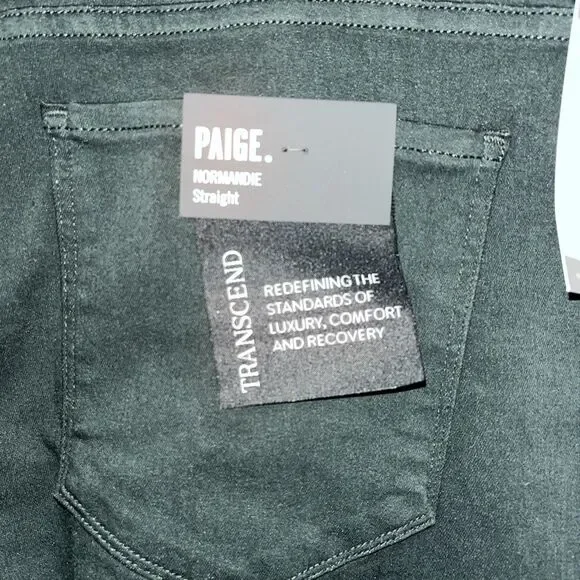 PAIGE.
NORMANDIE
Straight
TRANSCEND
REDEFINING THE
STANDARDS OF
LUXURY, COMFORT
AND RECOVERY